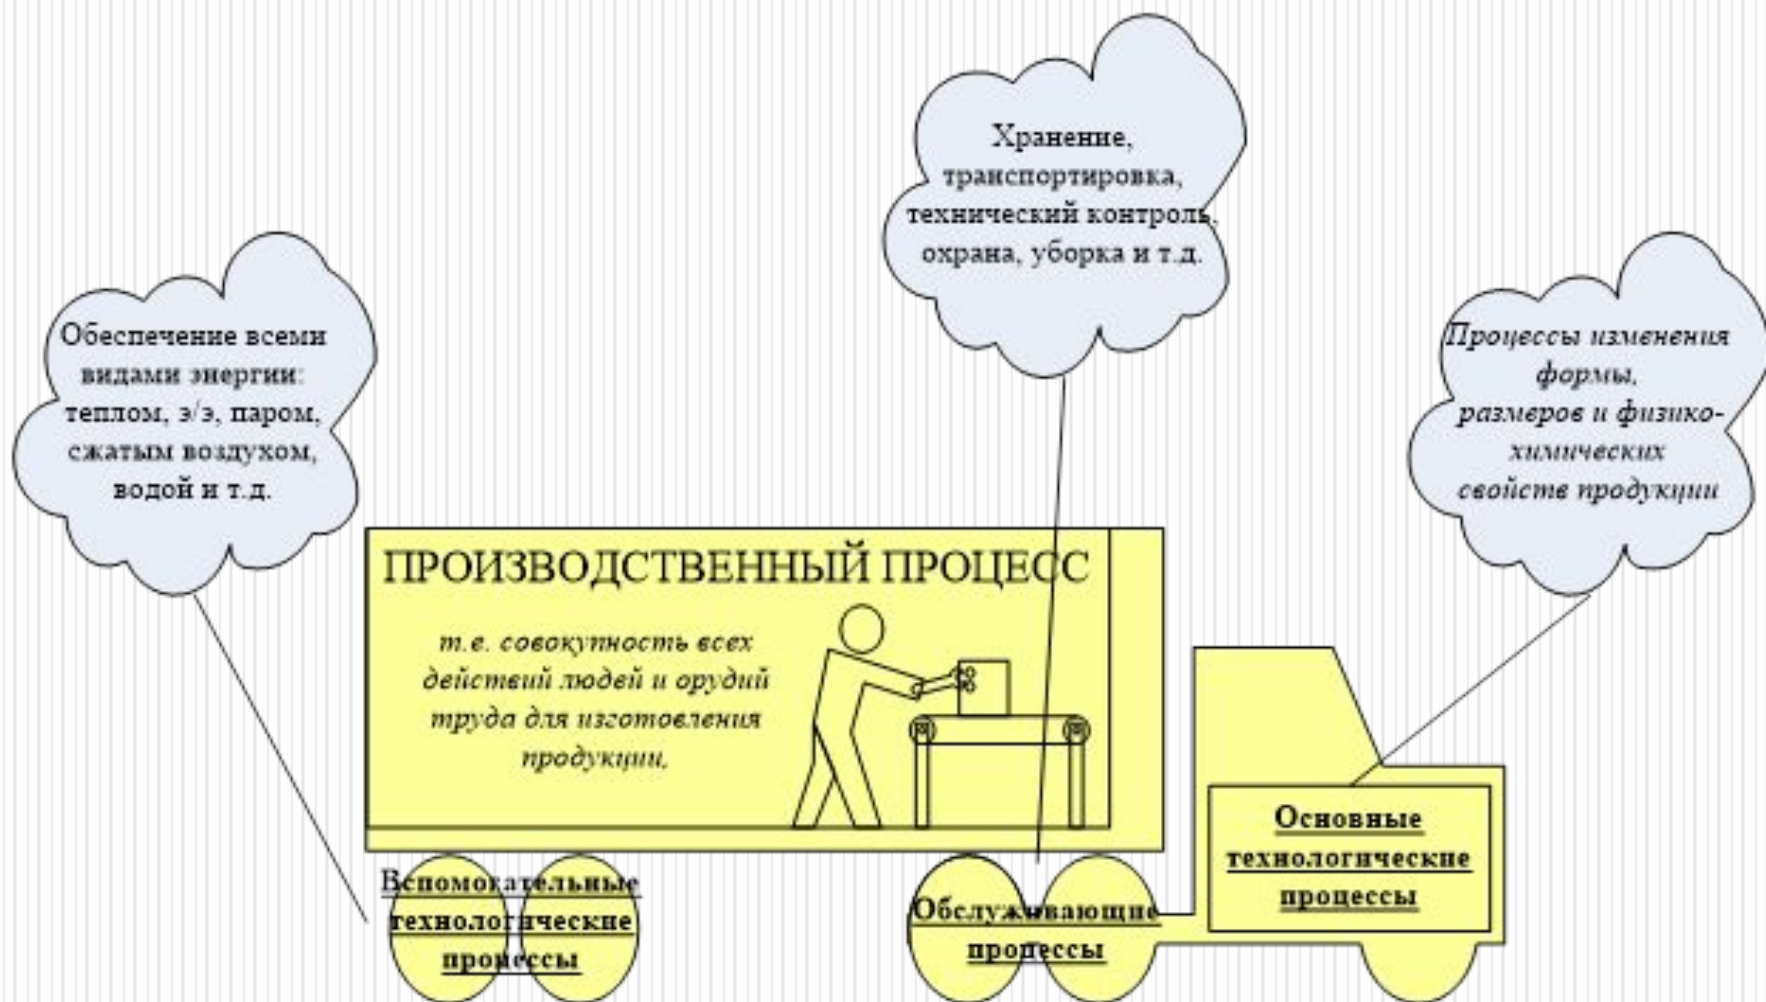 Хранение,
транспортировка,
технический контроль,
охрана, уборка и т.д.
Обеспечение всеми
видами энергии:
теплом, э/э, паром,
сжатым воздухом,
водой и т.д.
Процессы изменения
формы,
размеров и физико-
химических
свойств продукции
ПРОИЗВОДСТВЕННЫЙ ПРОЦЕСС
т.е. совокупность всех
действий людей и орудий
труда для изготовления
продукции.
Вспомогательные
технологические
процессы
Обслуживающие
процессы
Основные
технологические
процессы